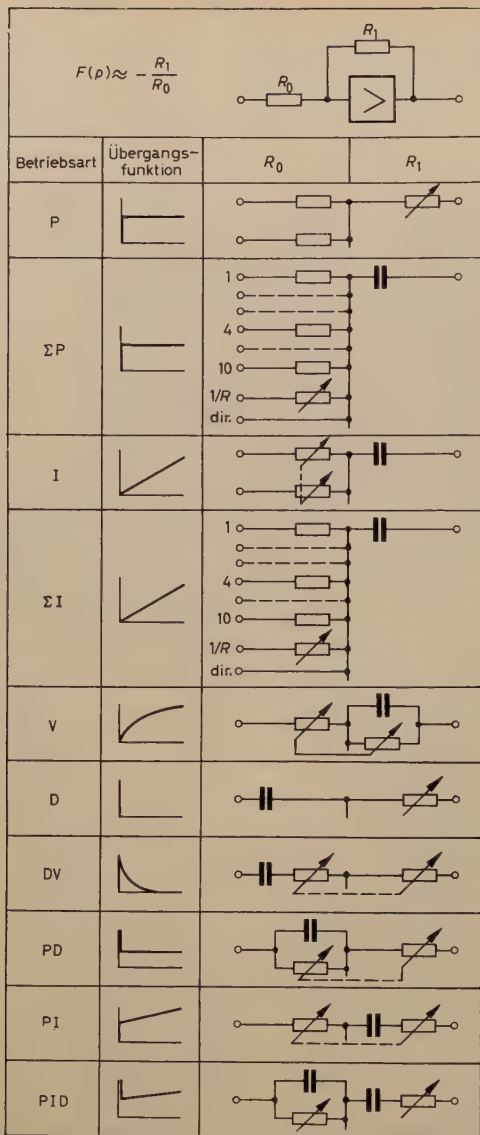 F(p) ≈ - R1/R0
R0
R1
Betriebsart
Übergangs-
funktion
R0
R1
P
ΣP
1
4
10
1/R
dir.
I
ΣI
1
4
10
1/R
dir.
V
D
DV
PD
PI
PID